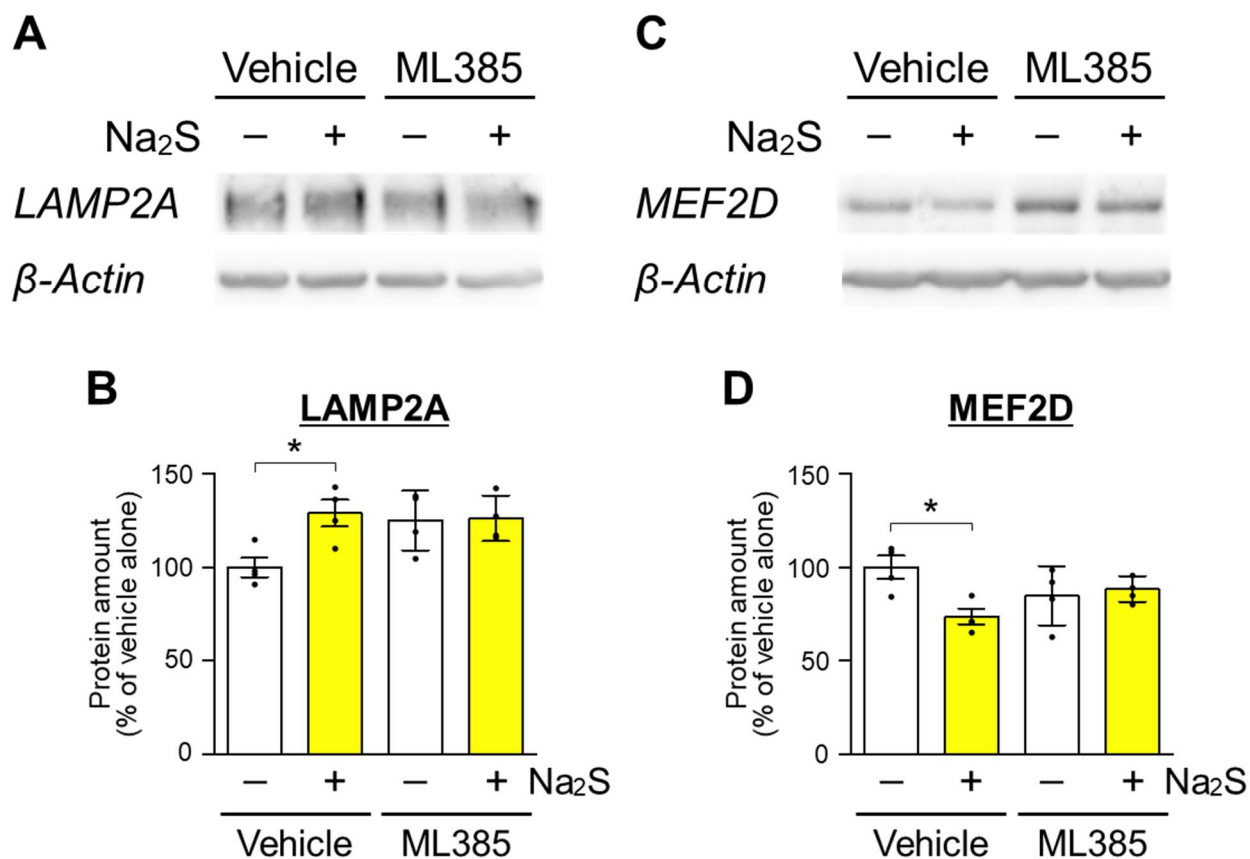 A
Vehicle ML385
Na₂S – + – +
LAMP2A
β-Actin
C
Vehicle ML385
Na₂S – + – +
MEF2D
β-Actin
B
LAMP2A
*
Protein amount
(% of vehicle alone)
150
100
50
0
– + – + Na₂S
Vehicle ML385
D
MEF2D
*
Protein amount
(% of vehicle alone)
150
100
50
0
– + – + Na₂S
Vehicle ML385